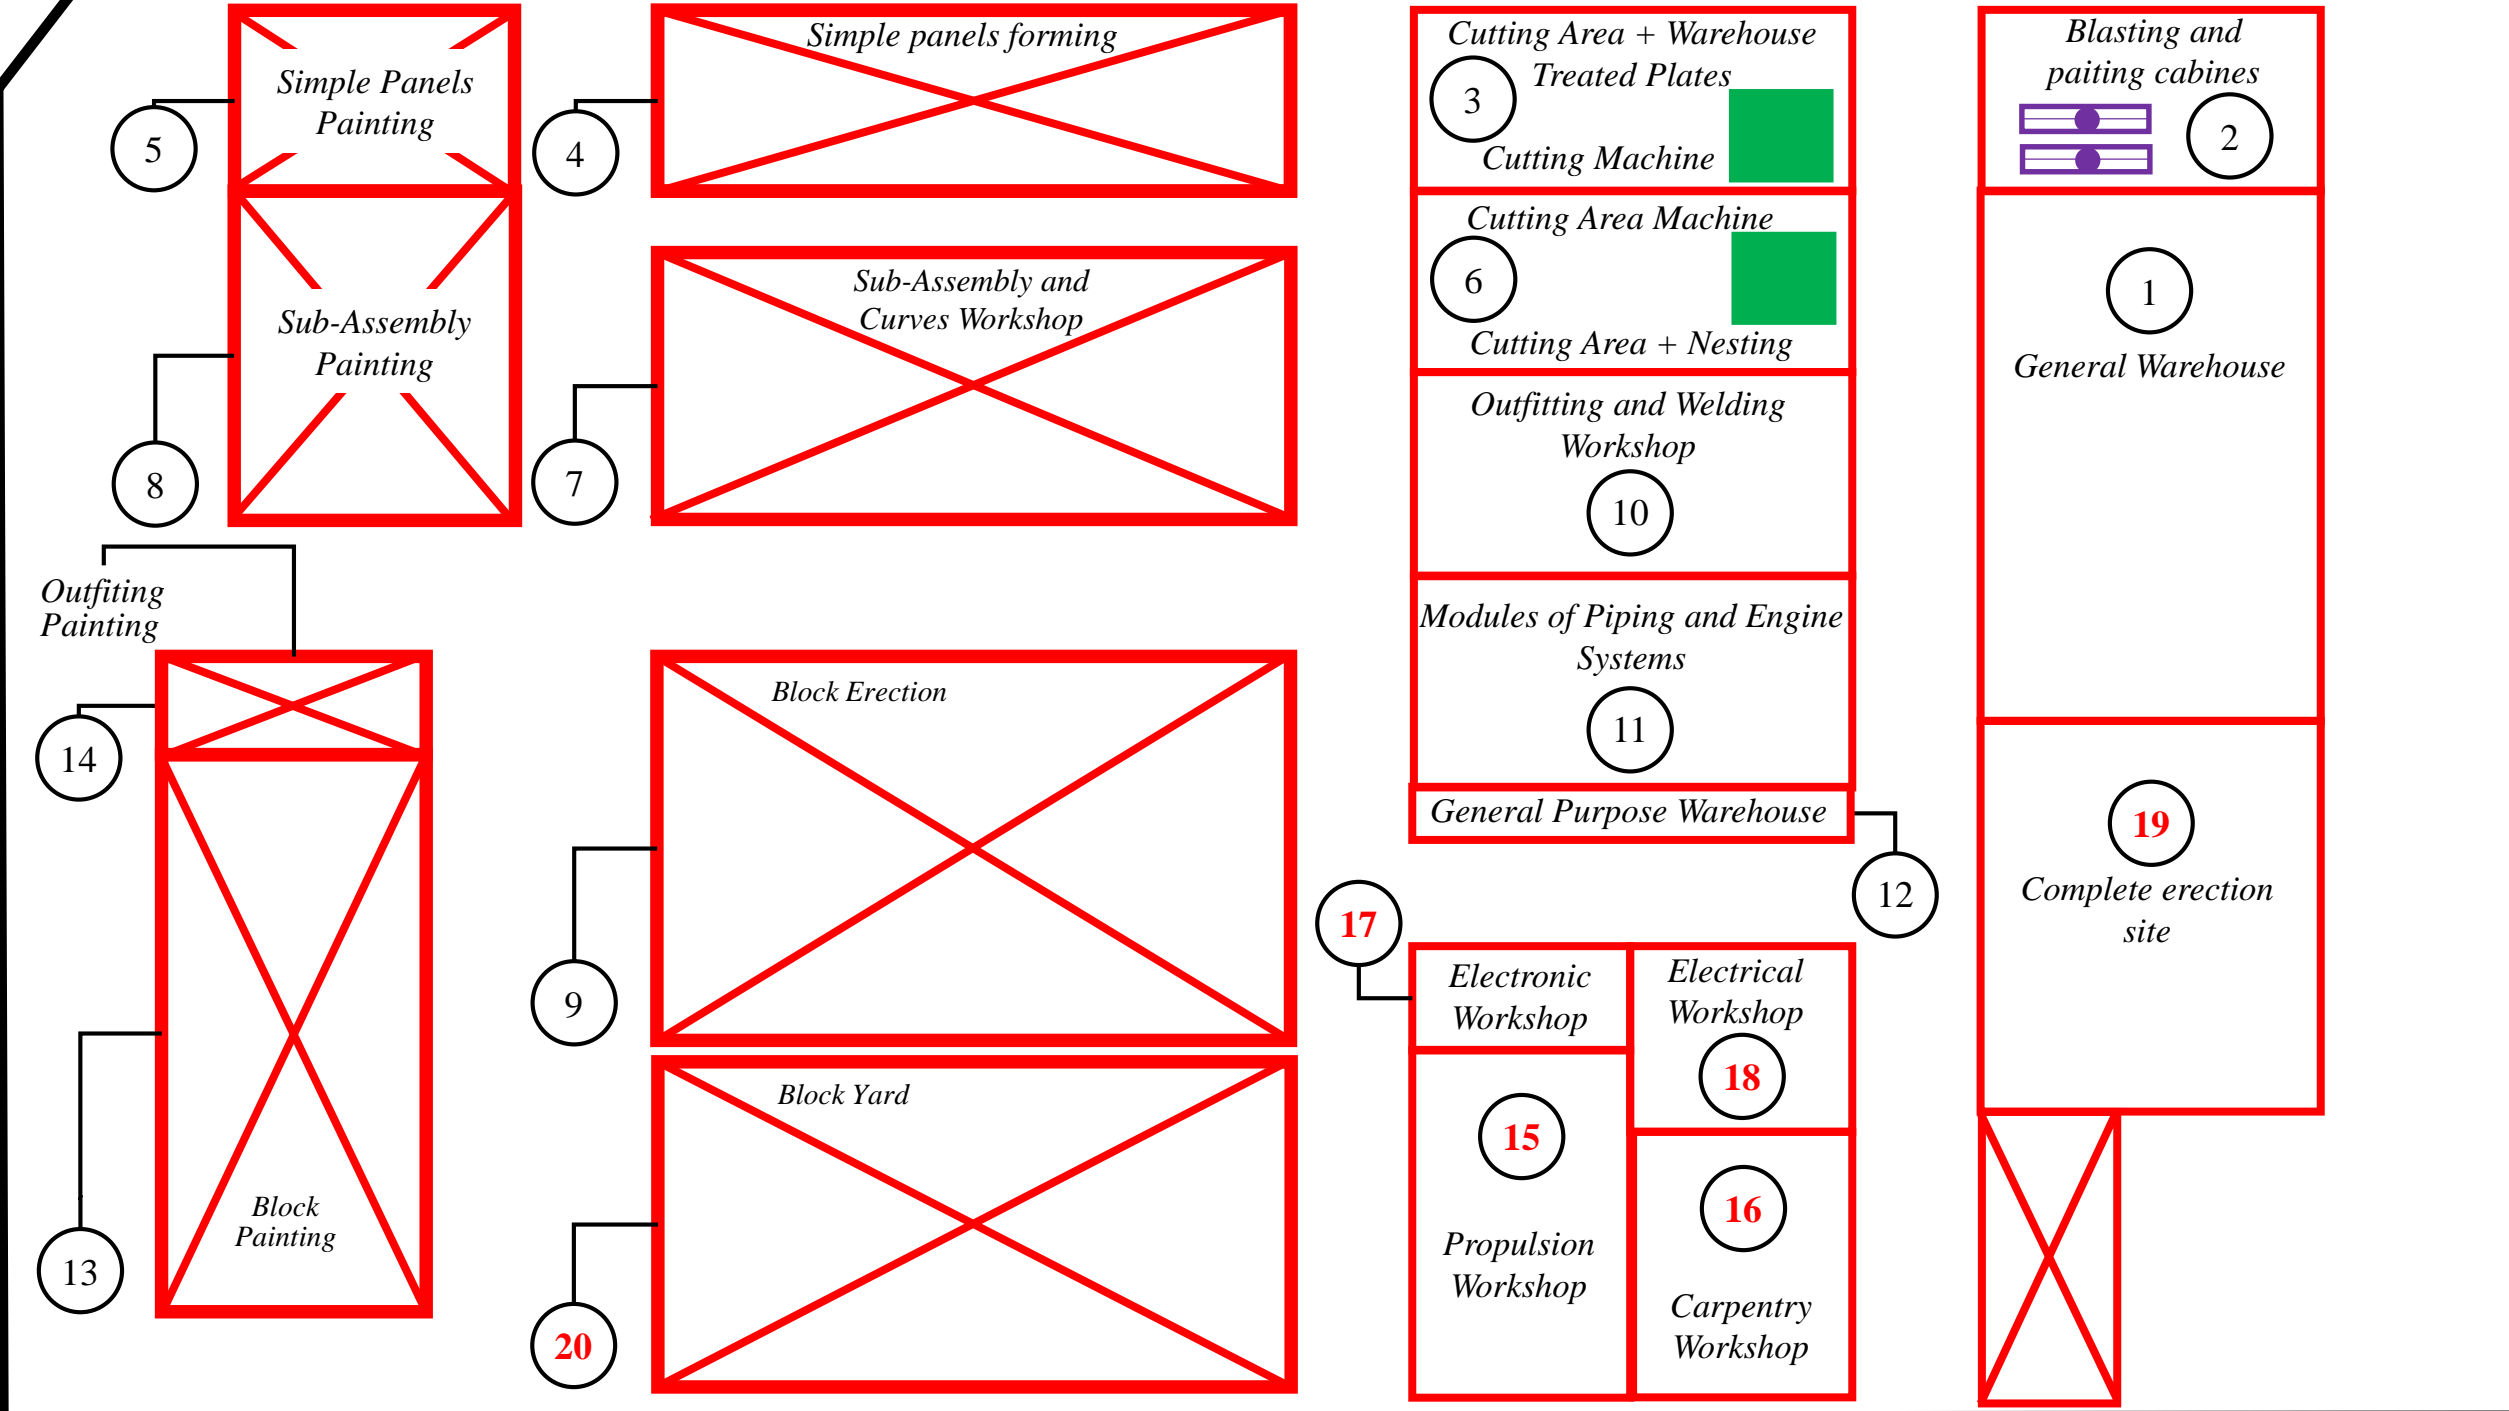 Simple Panels
Painting
5
Sub-Assembly
Painting
8
Outfiting
Painting
14
Block
Painting
13
Simple panels forming
4
Sub-Assembly and
Curves Workshop
7
Block Erection
9
Block Yard
20
Cutting Area + Warehouse
Treated Plates
3
Cutting Machine
Cutting Area Machine
6
Cutting Area + Nesting
Outfitting and Welding
Workshop
10
Modules of Piping and Engine
Systems
11
General Purpose Warehouse
12
17
Electronic
Workshop
Electrical
Workshop
18
15
Propulsion
Workshop
16
Carpentry
Workshop
Blasting and
paiting cabines
2
1
General Warehouse
19
Complete erection
site